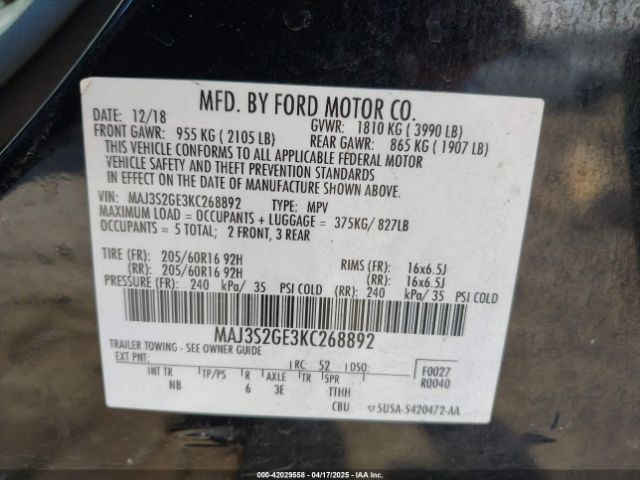 MFD. BY FORD MOTOR CO.
DATE: 12/18 GVWR: 1810 KG (3990 LB)
FRONT GAWR: 955 KG (2105 LB) REAR GAWR: 865 KG (1907 LB)
THIS VEHICLE CONFORMS TO ALL APPLICABLE FEDERAL MOTOR
VEHICLE SAFETY AND THEFT PREVENTION STANDARDS
IN EFFECT ON THE DATE OF MANUFACTURE SHOWN ABOVE.
VIN: MAJ3S2GE3KC268892 TYPE: MPV
MAXIMUM LOAD = OCCUPANTS + LUGGAGE = 375KG/ 827LB
OCCUPANTS = 5 TOTAL; 2 FRONT, 3 REAR
TIRE (FR): 205/60R16 92H RIMS (FR): 16x6.5J
(RR): 205/60R16 92H (RR): 16x6.5J
PRESSURE (FR): 240 kPa/ 35 PSI COLD (RR): 240 kPa/ 35 PSI COLD
MAJ3S2GE3KC268892
TRAILER TOWING - SEE OWNER GUIDE
EXT PNT: RC: 52 DSO: F0027
R0040
INT TR TP/PS R AXLE TR SPR
NB 6 3E TTHH
CBU 5U5A-5420472-AA
000-42029558 - 04/17/2025 - IAAI.COM